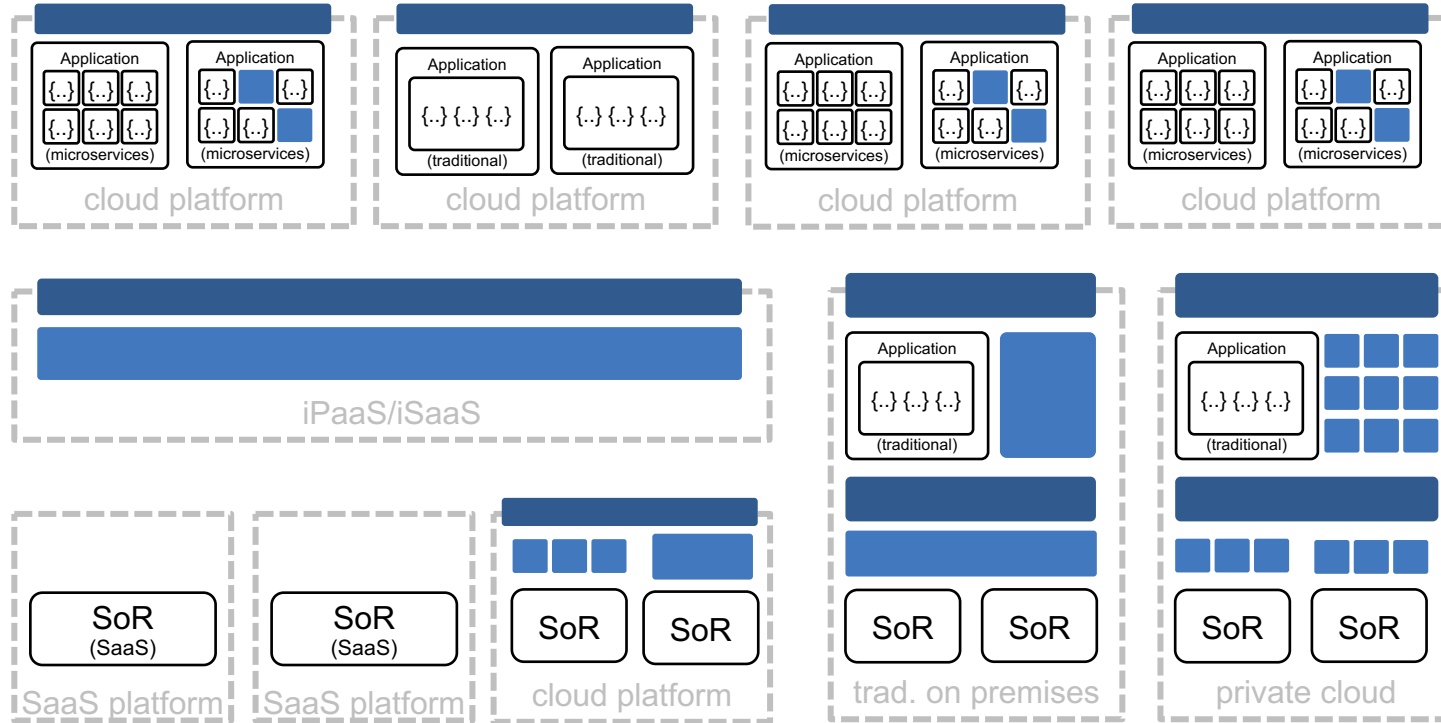 Application
{..} {..} {..}
{..} {..} {..}
(microservices)
Application
{..} {..}
{..} {..}
(microservices)
cloud platform
Application
{..} {..} {..}
(traditional)
Application
{..} {..} {..}
(traditional)
cloud platform
Application
{..} {..} {..}
{..} {..} {..}
(microservices)
Application
{..} {..}
{..} {..}
(microservices)
cloud platform
Application
{..} {..} {..}
{..} {..} {..}
(microservices)
Application
{..} {..}
{..} {..}
(microservices)
cloud platform
iPaaS/iSaaS
Application
{..} {..} {..}
(traditional)
Application
{..} {..} {..}
(traditional)
SoR
(SaaS)
SaaS platform
SoR
(SaaS)
SaaS platform
SoR
SoR
cloud platform
SoR
SoR
trad. on premises
SoR
SoR
private cloud